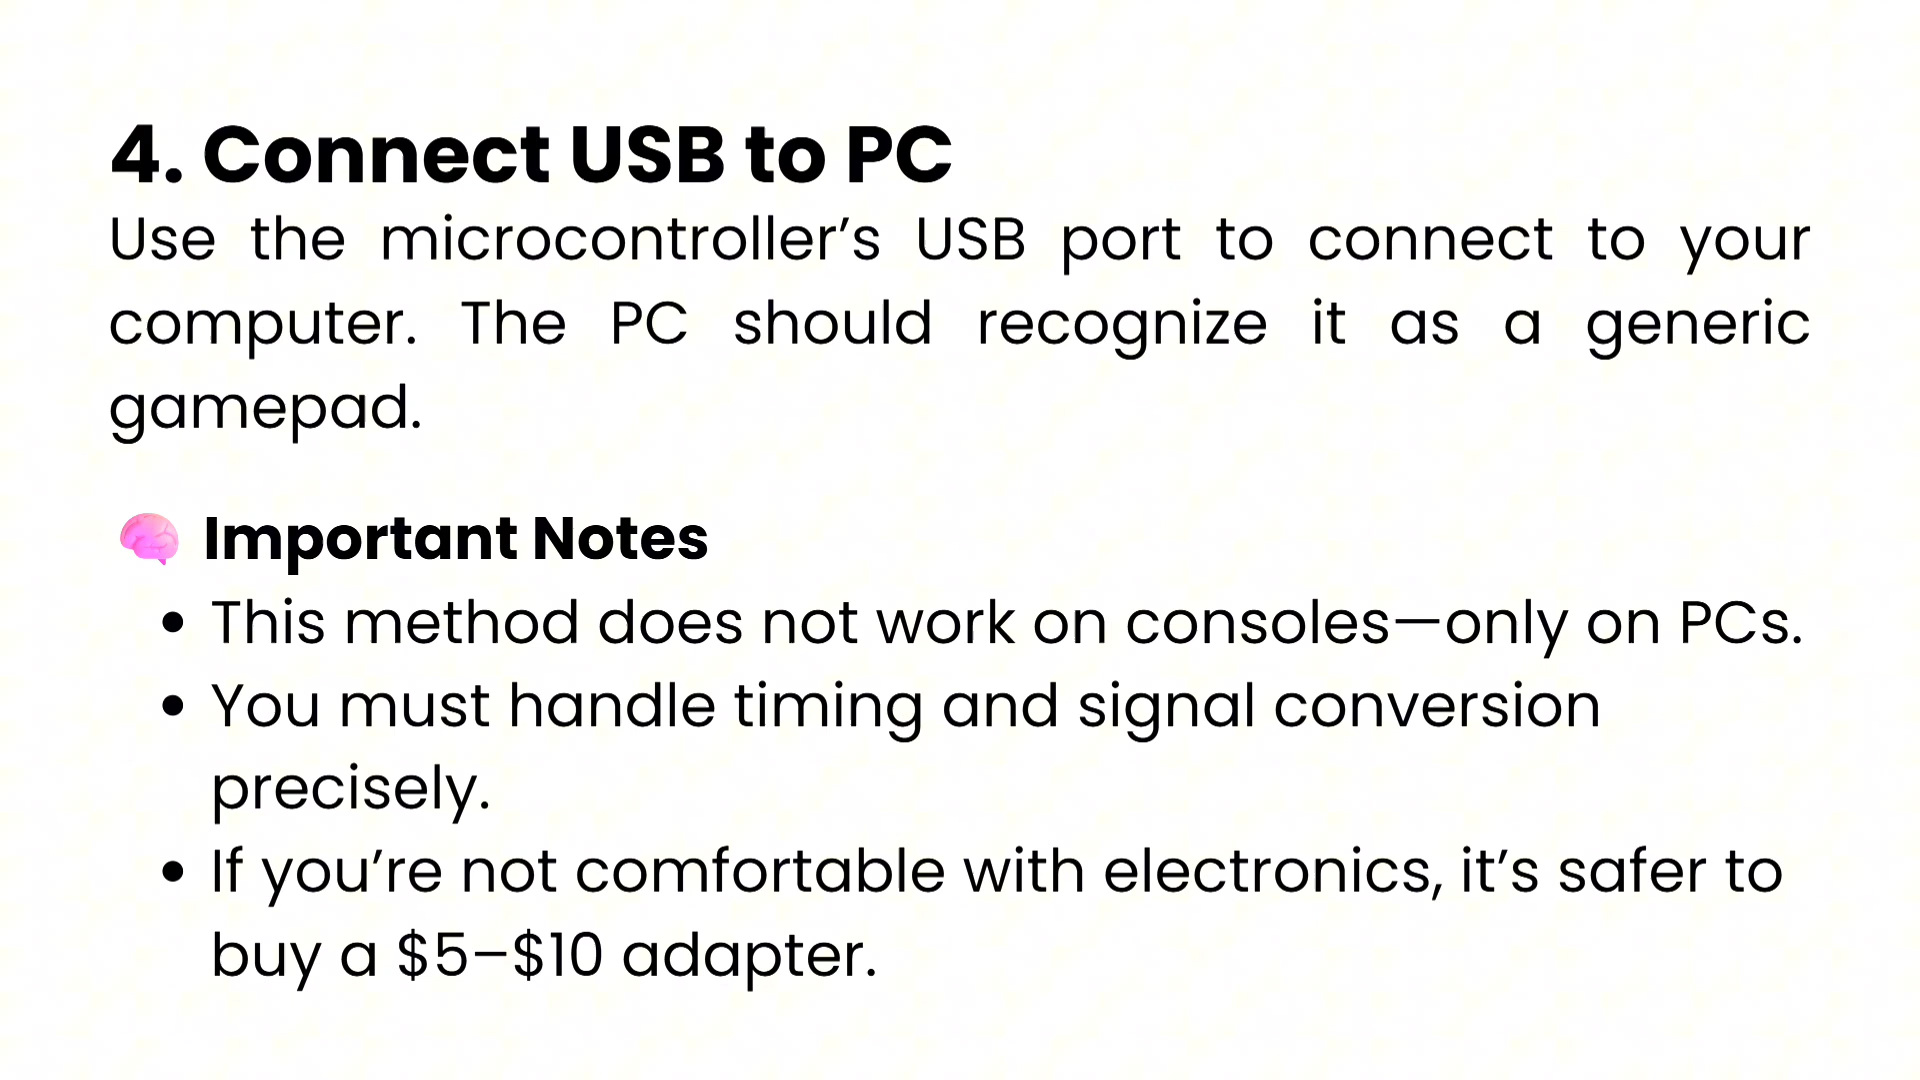 4. Connect USB to PC
Use the microcontroller’s USB port to connect to your
computer. The PC should recognize it as a generic
gamepad.
🧠 Important Notes
• This method does not work on consoles—only on PCs.
• You must handle timing and signal conversion
precisely.
• If you’re not comfortable with electronics, it’s safer to
buy a $5–$10 adapter.